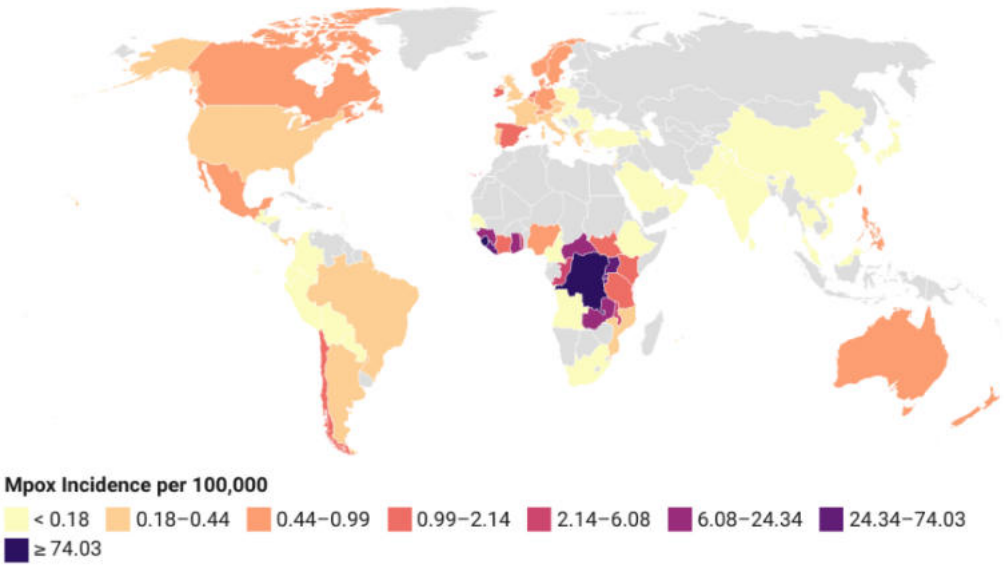 Mpox Incidence per 100,000
< 0.18 0.18–0.44 0.44–0.99 0.99–2.14 2.14–6.08 6.08–24.34 24.34–74.03
≥ 74.03